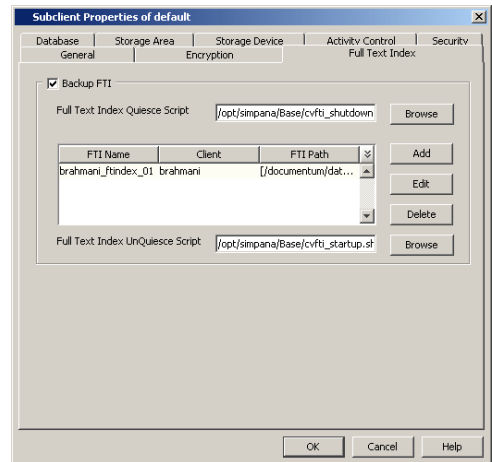 Subclient Properties of default
Database Storage Area Storage Device Activity Control Security
General Encryption Full Text Index
Backup FTI
Full Text Index Quiesce Script /opt/simpana/Base/cvfti_shutdown Browse
FTI Name Client FTI Path Add
brahmani_ftindex_01 brahmani [/documentum/dat...
Edit
Delete
Full Text Index UnQuiesce Script /opt/simpana/Base/cvfti_startup.sh Browse
OK Cancel Help